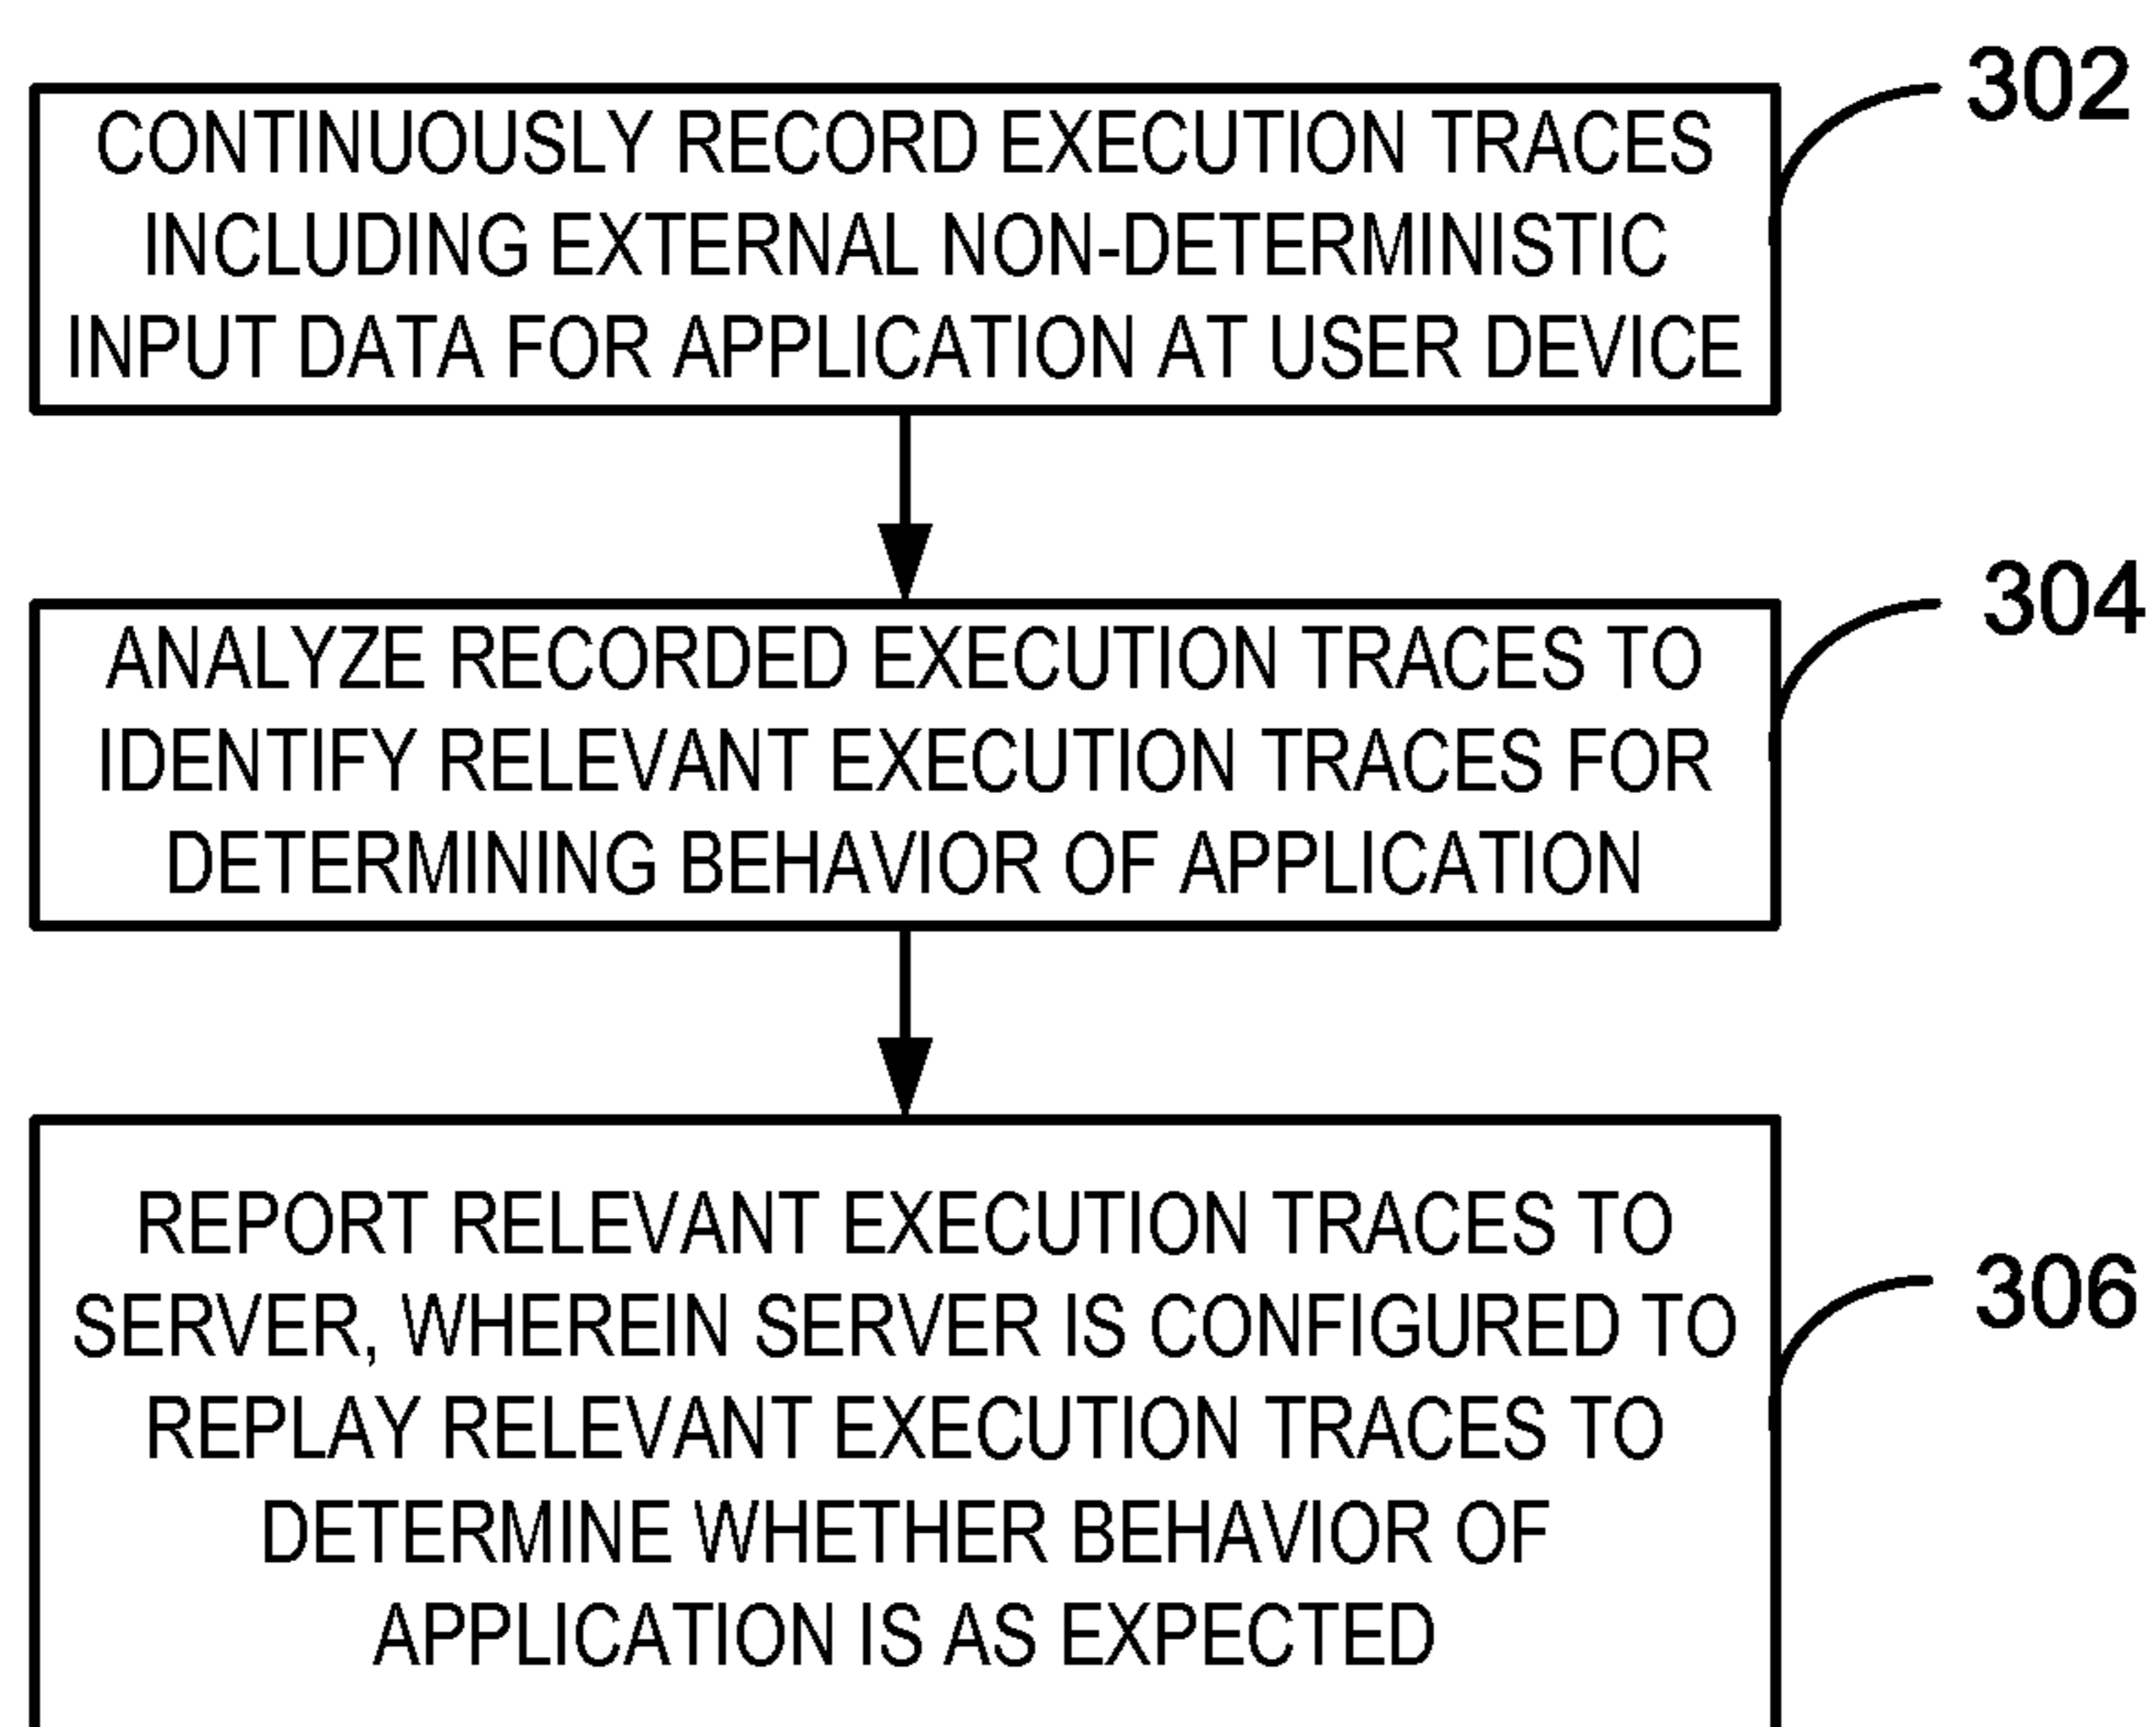 302
CONTINUOUSLY RECORD EXECUTION TRACES
INCLUDING EXTERNAL NON-DETERMINISTIC
INPUT DATA FOR APPLICATION AT USER DEVICE
304
ANALYZE RECORDED EXECUTION TRACES TO
IDENTIFY RELEVANT EXECUTION TRACES FOR
DETERMINING BEHAVIOR OF APPLICATION
REPORT RELEVANT EXECUTION TRACES TO
306
SERVER, WHEREIN SERVER IS CONFIGURED TO
REPLAY RELEVANT EXECUTION TRACES TO
DETERMINE WHETHER BEHAVIOR OF
APPLICATION IS AS EXPECTED